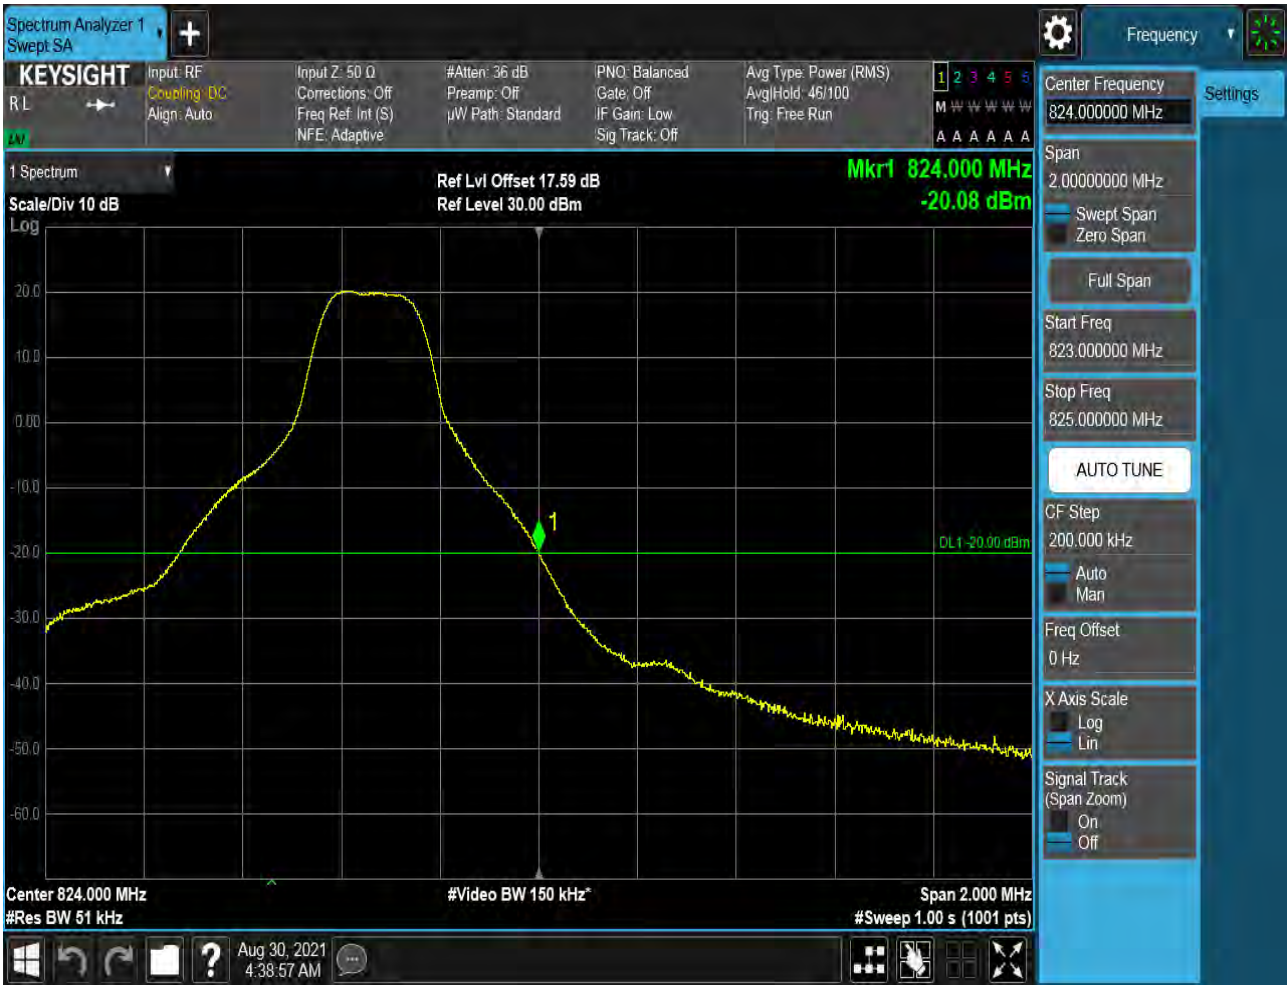 Spectrum Analyzer 1
Swept SA
Frequency
KEYSIGHT
R L
Input: RF
Coupling: DC
Align: Auto
Input Z: 50 Ω
Corrections: Off
Freq Ref: Int (S)
NFE: Adaptive
#Atten: 36 dB
Preamp: Off
µW Path: Standard
PNO: Balanced
Gate: Off
IF Gain: Low
Sig Track: Off
Avg Type: Power (RMS)
Avg|Hold: 46/100
Trig: Free Run
1 2 3 4 5 6
M W W W W W
A A A A A A
1 Spectrum
Scale/Div 10 dB
Log
Ref Lvl Offset 17.59 dB
Ref Level 30.00 dBm
Mkr1 824.000 MHz
-20.08 dBm
20.0
10.0
0.00
-10.0
-20.0
-30.0
-40.0
-50.0
-60.0
1
DL1 -20.00 dBm
Center 824.000 MHz
#Res BW 51 kHz
#Video BW 150 kHz*
Span 2.000 MHz
#Sweep 1.00 s (1001 pts)
Center Frequency
824.000000 MHz
Settings
Span
2.00000000 MHz
Swept Span
Zero Span
Full Span
Start Freq
823.000000 MHz
Stop Freq
825.000000 MHz
AUTO TUNE
CF Step
200.000 kHz
Auto
Man
Freq Offset
0 Hz
X Axis Scale
Log
Lin
Signal Track
(Span Zoom)
On
Off
?
Aug 30, 2021
4:38:57 AM